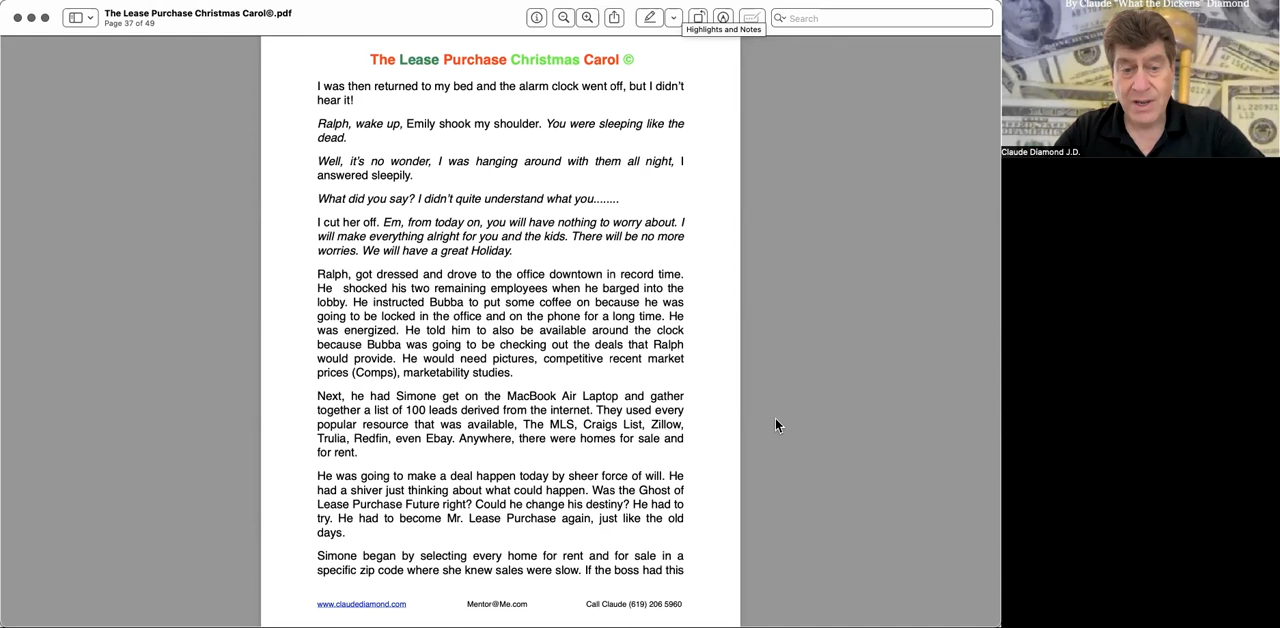 The Lease Purchase Christmas Carol©.pdf
Page 37 of 49
Search
Highlights and Notes
By Claude "What the Dickens" Diamond
Claude Diamond J.D.
The Lease Purchase Christmas Carol ©
I was then returned to my bed and the alarm clock went off, but I didn't
hear it!
Ralph, wake up, Emily shook my shoulder. You were sleeping like the
dead.
Well, it's no wonder, I was hanging around with them all night, I
answered sleepily.
What did you say? I didn't quite understand what you........
I cut her off. Em, from today on, you will have nothing to worry about. I
will make everything alright for you and the kids. There will be no more
worries. We will have a great Holiday.
Ralph, got dressed and drove to the office downtown in record time.
He shocked his two remaining employees when he barged into the
lobby. He instructed Bubba to put some coffee on because he was
going to be locked in the office and on the phone for a long time. He
was energized. He told him to also be available around the clock
because Bubba was going to be checking out the deals that Ralph
would provide. He would need pictures, competitive recent market
prices (Comps), marketability studies.
Next, he had Simone get on the MacBook Air Laptop and gather
together a list of 100 leads derived from the internet. They used every
popular resource that was available, The MLS, Craigs List, Zillow,
Trulia, Redfin, even Ebay. Anywhere, there were homes for sale and
for rent.
He was going to make a deal happen today by sheer force of will. He
had a shiver just thinking about what could happen. Was the Ghost of
Lease Purchase Future right? Could he change his destiny? He had to
try. He had to become Mr. Lease Purchase again, just like the old
days.
Simone began by selecting every home for rent and for sale in a
specific zip code where she knew sales were slow. If the boss had this
www.claudediamond.com Mentor@Me.com Call Claude (619) 206 5960